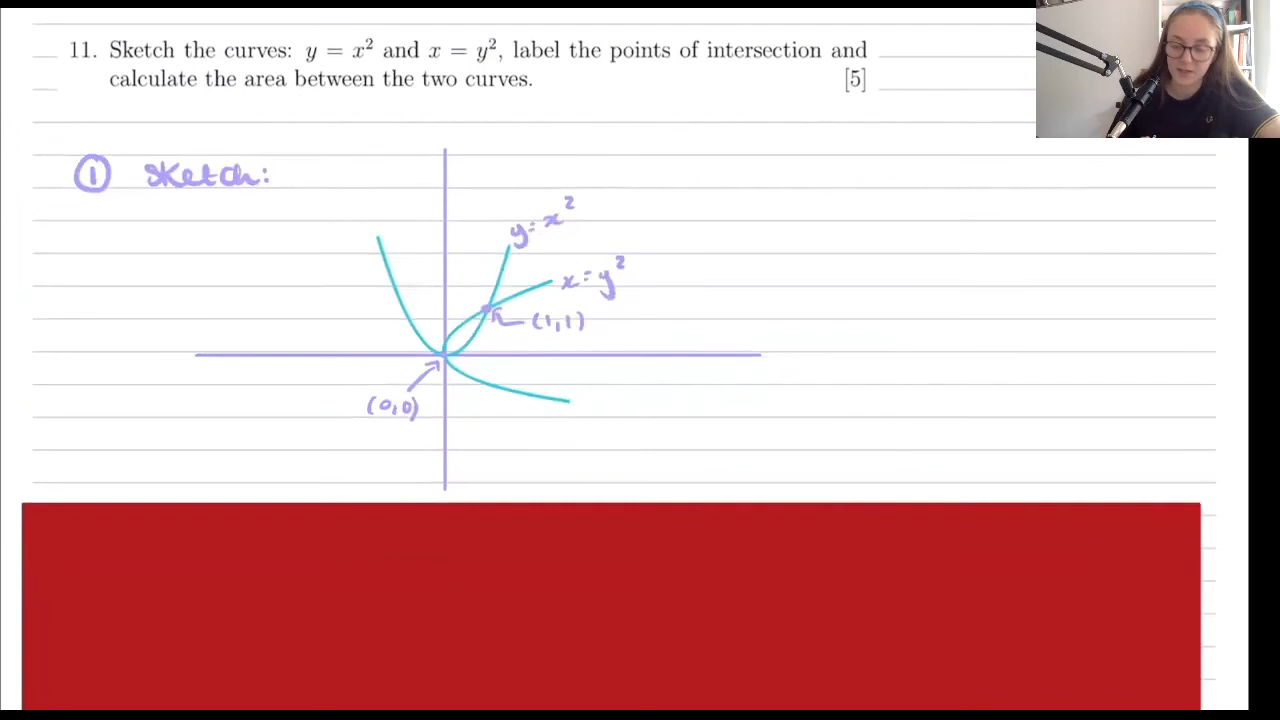 11. Sketch the curves: y = x² and x = y², label the points of intersection and
calculate the area between the two curves. [5]
① Sketch:
y = x²
x = y²
(1,1)
(0,0)